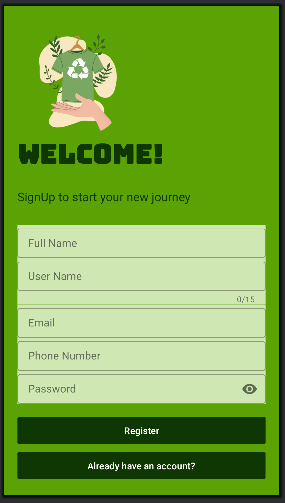 WELCOME!
SignUp to start your new journey
Full Name
User Name
0/15
Email
Phone Number
Password
Register
Already have an account?